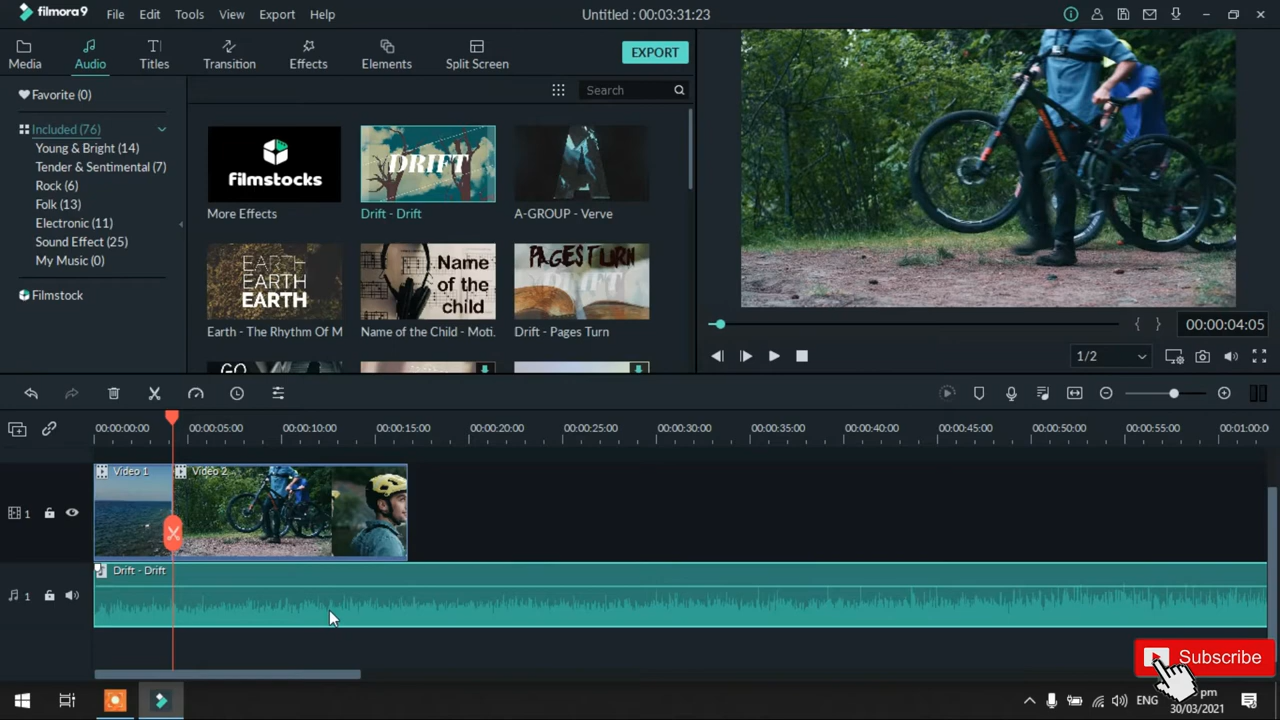 filmora9 File Edit Tools View Export Help Untitled : 00:03:31:23
Media Audio Titles Transition Effects Elements Split Screen EXPORT
Favorite (0)
Search
Included (76)
Young & Bright (14)
Tender & Sentimental (7)
Rock (6)
Folk (13)
Electronic (11)
Sound Effect (25)
My Music (0)
Filmstock
filmstocks
DRIFT
A
More Effects
Drift - Drift
A-GROUP - Verve
EARTH
EARTH
EARTH
Name
of the
child
PAGES TURN
DRIFT
Earth - The Rhythm Of M
Name of the Child - Moti.
Drift - Pages Turn
GO
00:00:04:05
1/2
00:00:00:00 00:00:05:00 00:00:10:00 00:00:15:00 00:00:20:00 00:00:25:00 00:00:30:00 00:00:35:00 00:00:40:00 00:00:45:00 00:00:50:00 00:00:55:00 00:01:00:0
Video 1
Video 2
1
Drift - Drift
1
Subscribe
ENG
pm
30/03/2021